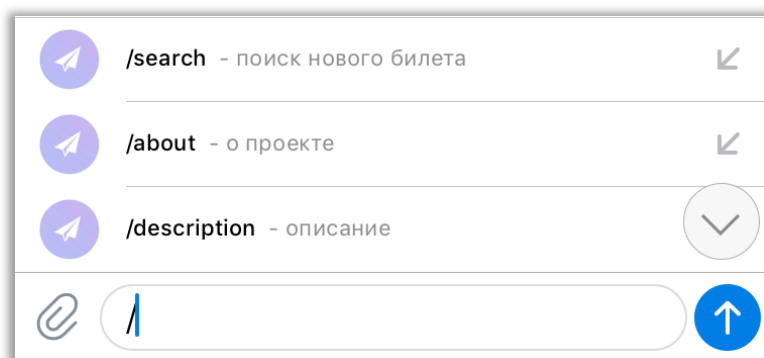 /search - поиск нового билета
/about - о проекте
/description - описание
/